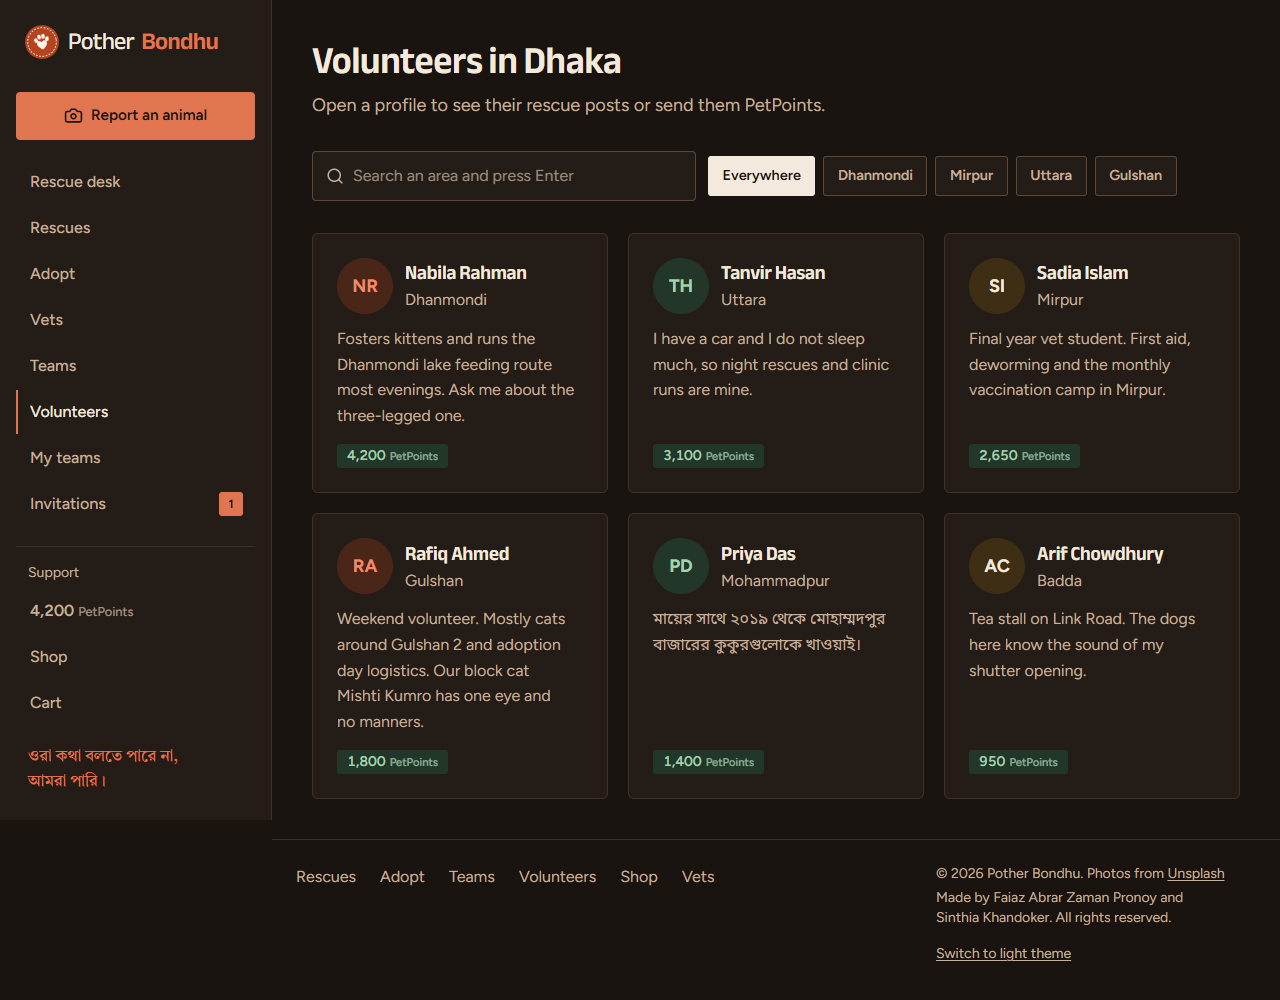 Pother Bondhu
Report an animal
Rescue desk
Rescues
Adopt
Vets
Teams
Volunteers
My teams
Invitations 1
Support
4,200 PetPoints
Shop
Cart
ওরা কথা বলতে পারে না,
আমরা পারি।
Volunteers in Dhaka
Open a profile to see their rescue posts or send them PetPoints.
Search an area and press Enter
Everywhere Dhanmondi Mirpur Uttara Gulshan
NR
Nabila Rahman
Dhanmondi
Fosters kittens and runs the
Dhanmondi lake feeding route
most evenings. Ask me about the
three-legged one.
4,200 PetPoints
TH
Tanvir Hasan
Uttara
I have a car and I do not sleep
much, so night rescues and clinic
runs are mine.
3,100 PetPoints
SI
Sadia Islam
Mirpur
Final year vet student. First aid,
deworming and the monthly
vaccination camp in Mirpur.
2,650 PetPoints
RA
Rafiq Ahmed
Gulshan
Weekend volunteer. Mostly cats
around Gulshan 2 and adoption
day logistics. Our block cat
Mishti Kumro has one eye and
no manners.
1,800 PetPoints
PD
Priya Das
Mohammadpur
মায়ের সাথে ২০১৯ থেকে মোহাম্মদপুর
বাজারের কুকুরগুলোকে খাওয়াই।
1,400 PetPoints
AC
Arif Chowdhury
Badda
Tea stall on Link Road. The dogs
here know the sound of my
shutter opening.
950 PetPoints
Rescues Adopt Teams Volunteers Shop Vets
© 2026 Pother Bondhu. Photos from Unsplash
Made by Faiaz Abrar Zaman Pronoy and
Sinthia Khandoker. All rights reserved.
Switch to light theme